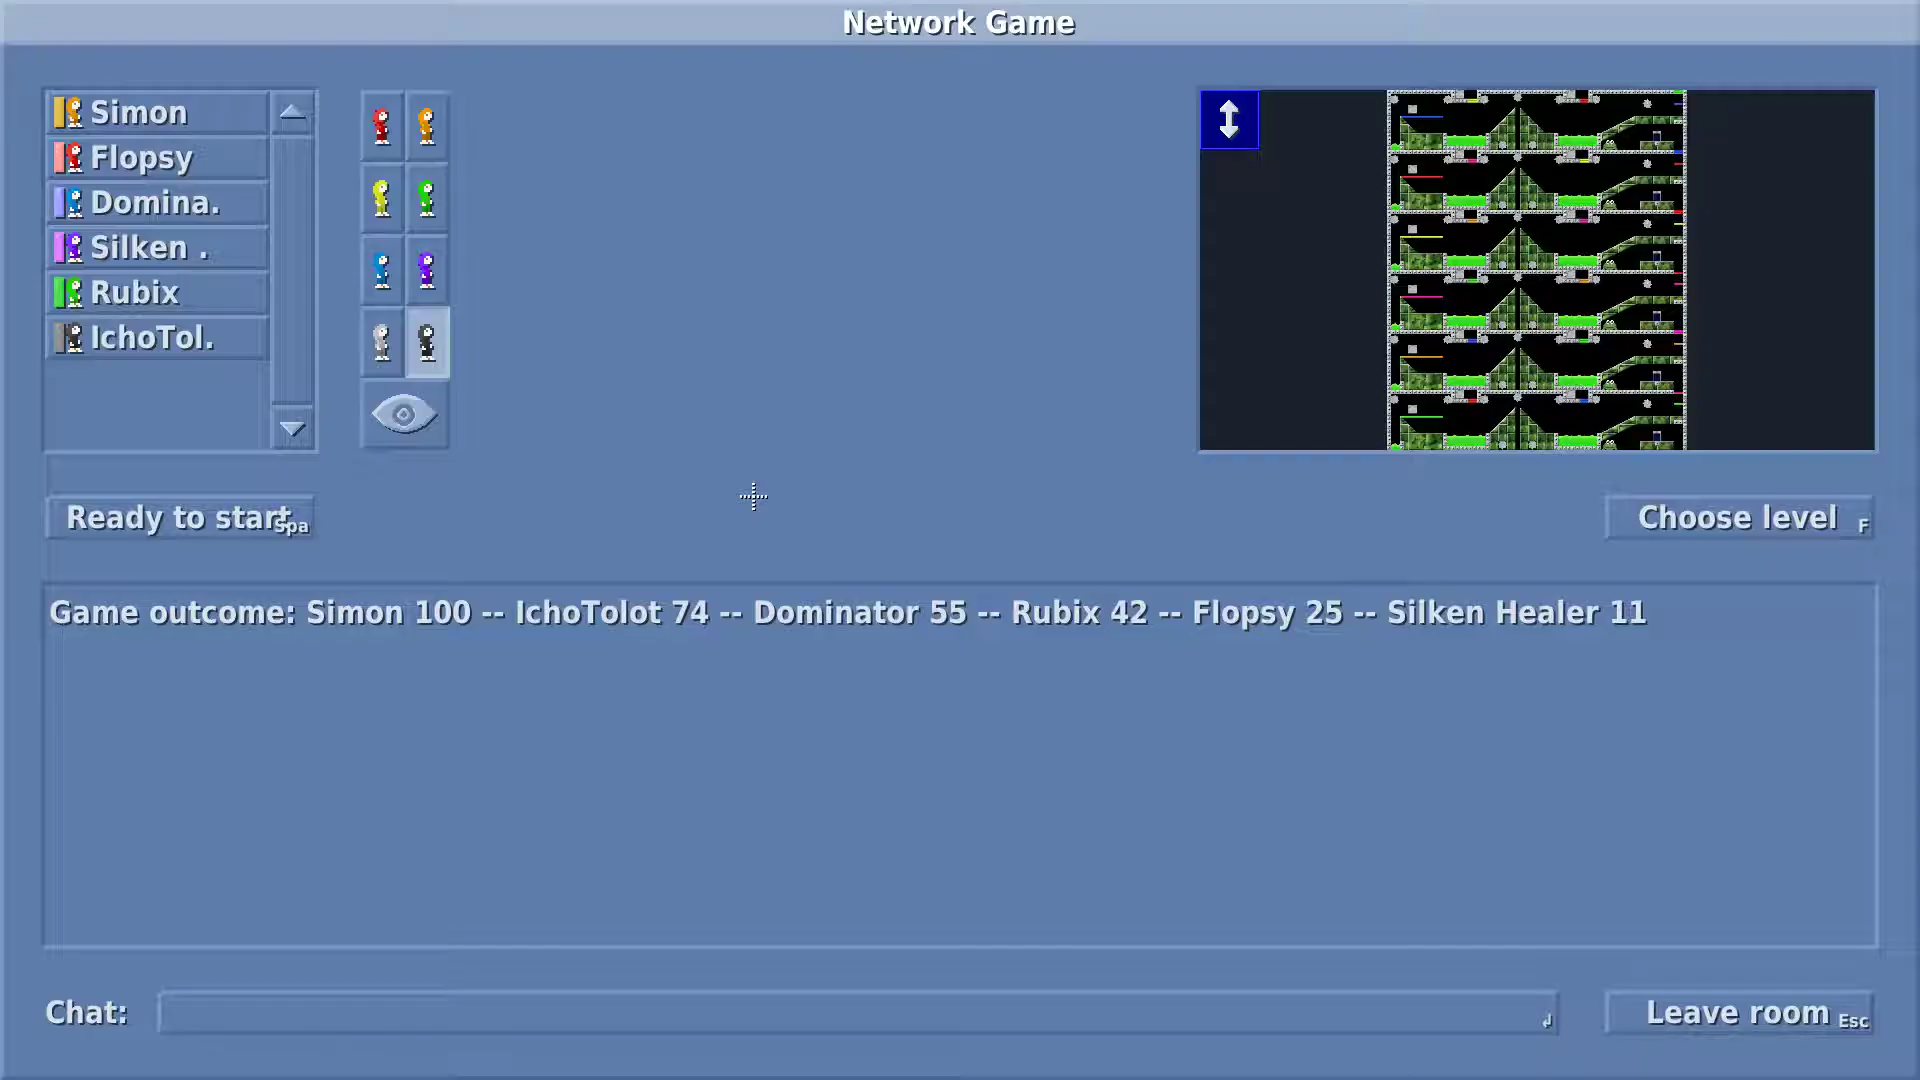 Network Game
Simon
Flopsy
Domina.
Silken .
Rubix
IchoTol.
Ready to start Spa
Choose level F
Game outcome: Simon 100 -- IchoTolot 74 -- Dominator 55 -- Rubix 42 -- Flopsy 25 -- Silken Healer 11
Chat:
Leave room Esc